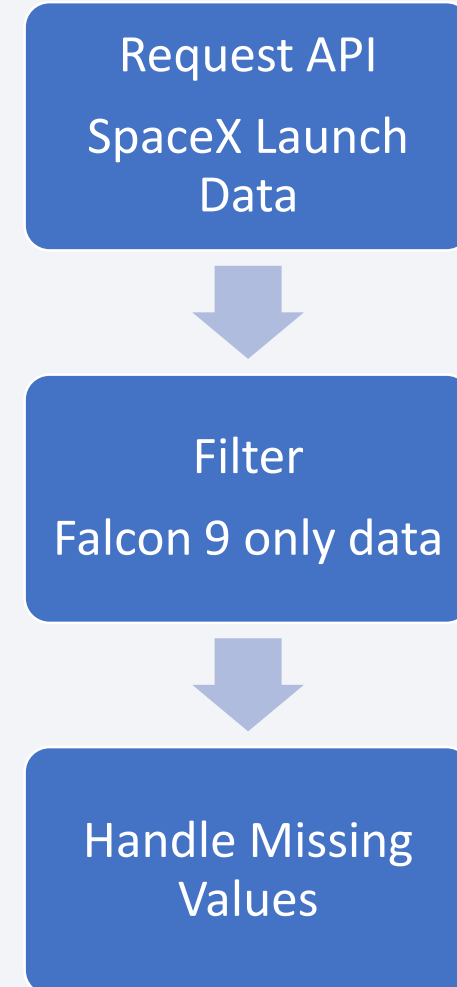 Request API
SpaceX Launch
Data
Filter
Falcon 9 only data
Handle Missing
Values